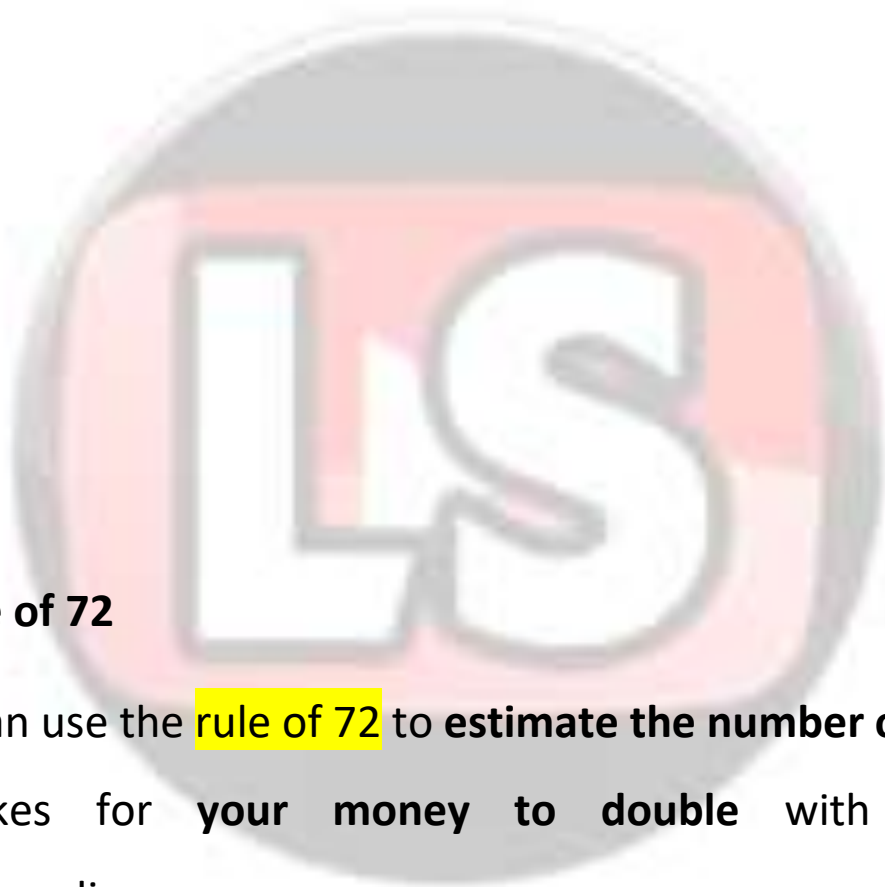 LS
of 72
an use the rule of 72 to estimate the number
kes for your money to double with